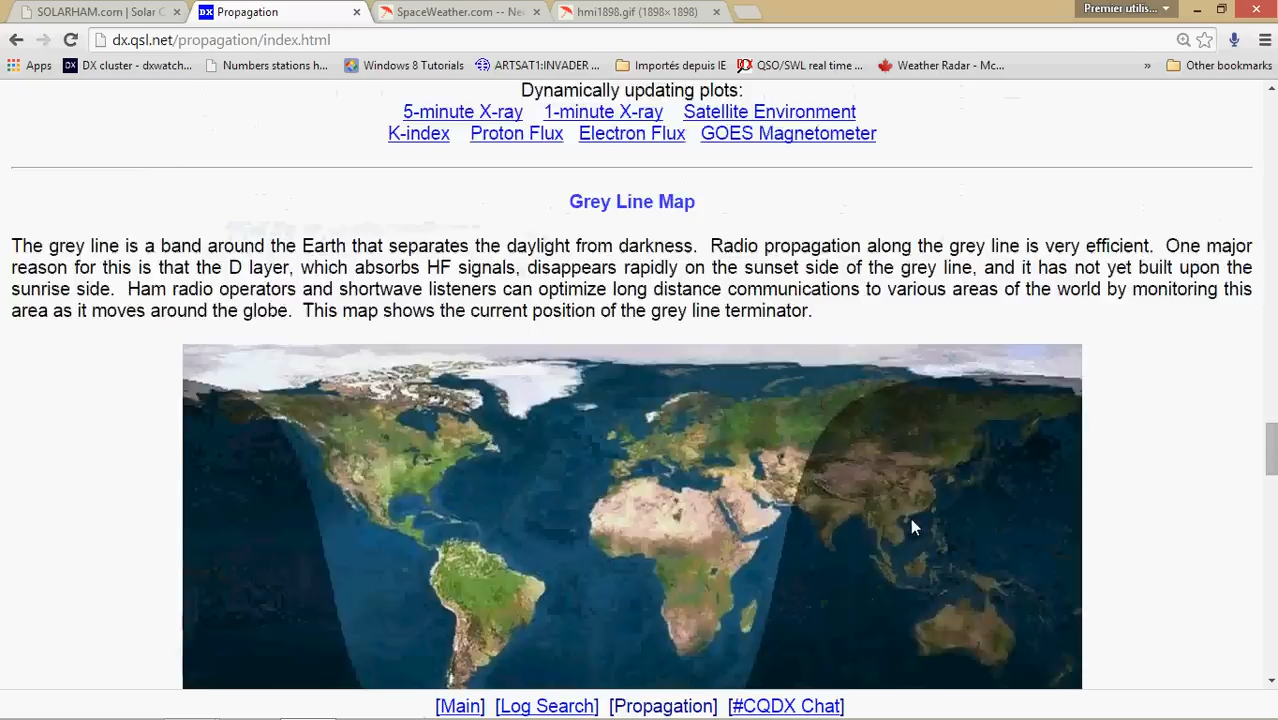 SOLARHAM.com | Solar C
Propagation
SpaceWeather.com -- Ne
hmi1898.gif (1898×1898)
Premier utilis...
dx.qsl.net/propagation/index.html
Apps
DX cluster - dxwatch...
Numbers stations h...
Windows 8 Tutorials
ARTSAT1:INVADER ...
Importés depuis IE
QSO/SWL real time ...
Weather Radar - Mc...
»
Other bookmarks
Dynamically updating plots:
5-minute X-ray 1-minute X-ray Satellite Environment
K-index Proton Flux Electron Flux GOES Magnetometer
Grey Line Map
The grey line is a band around the Earth that separates the daylight from darkness. Radio propagation along the grey line is very efficient. One major
reason for this is that the D layer, which absorbs HF signals, disappears rapidly on the sunset side of the grey line, and it has not yet built upon the
sunrise side. Ham radio operators and shortwave listeners can optimize long distance communications to various areas of the world by monitoring this
area as it moves around the globe. This map shows the current position of the grey line terminator.
[Main] [Log Search] [Propagation] [#CQDX Chat]